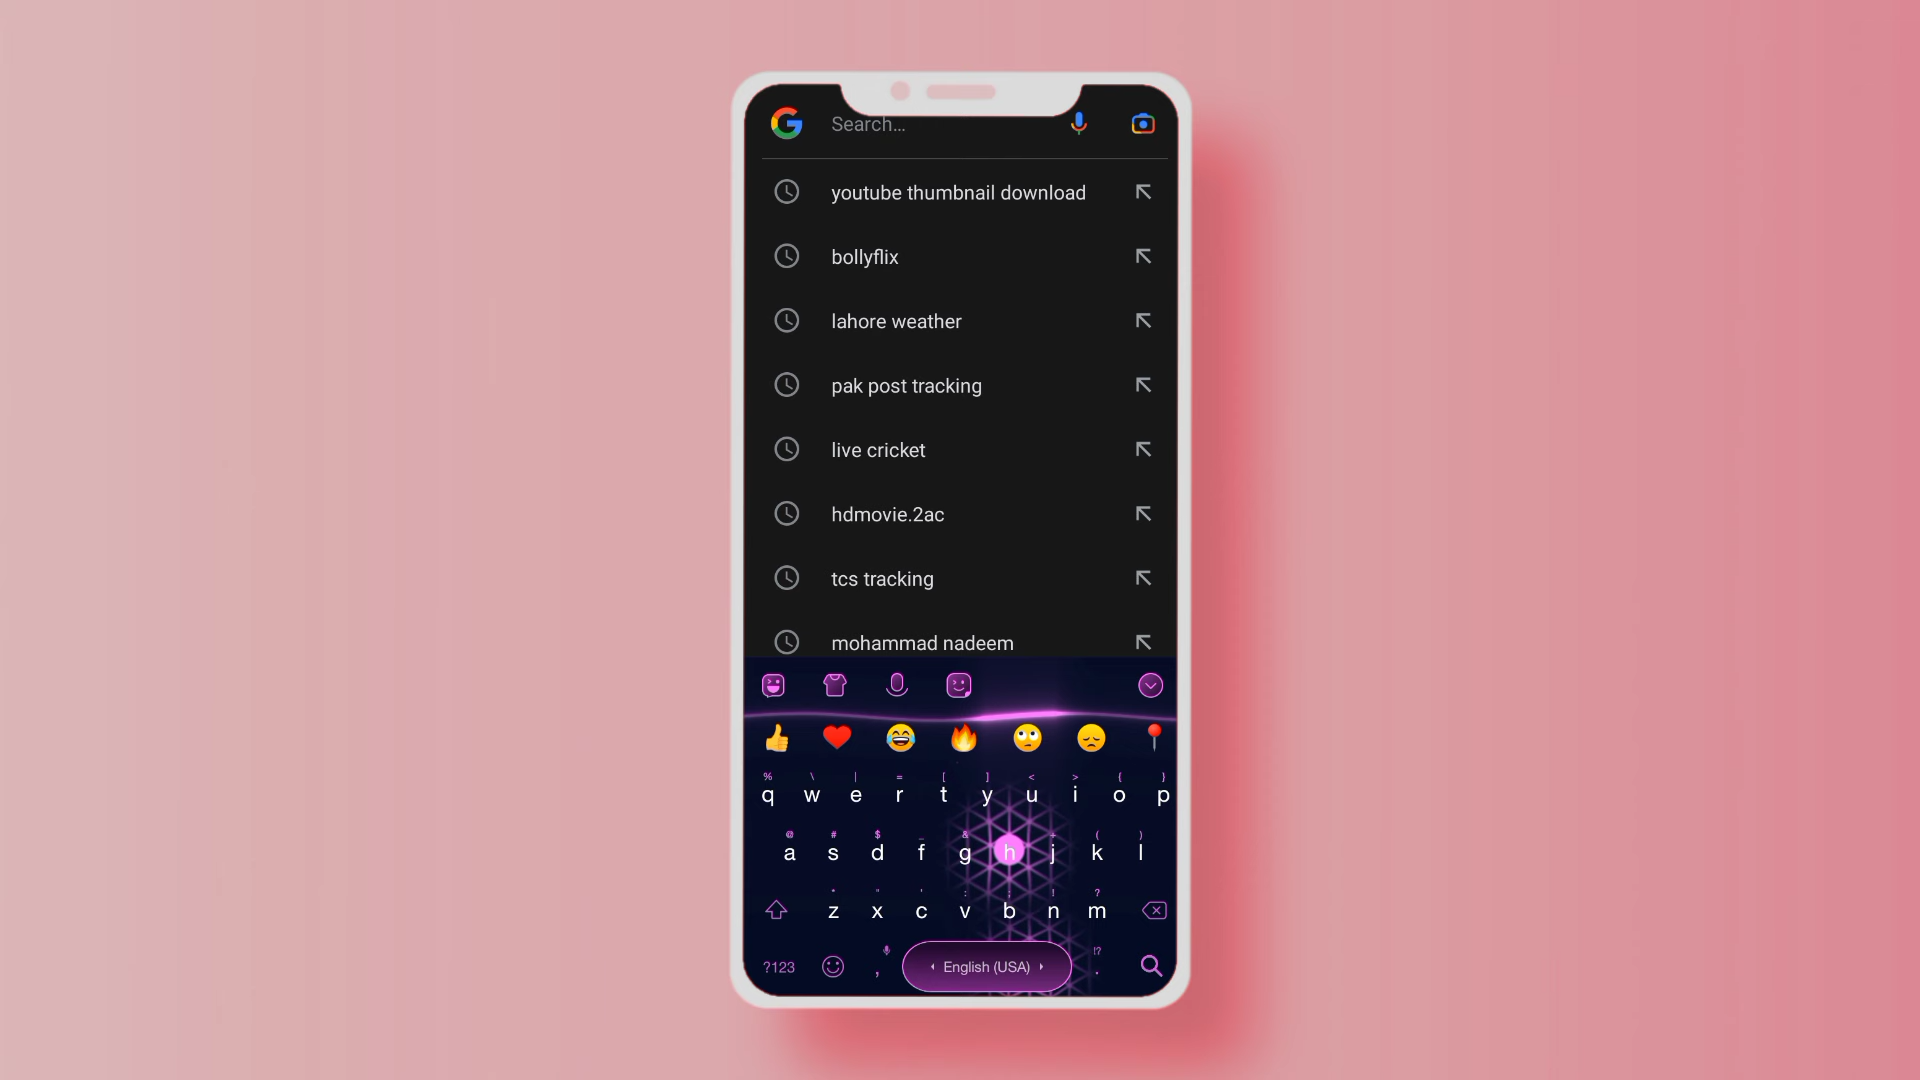 Search...
youtube thumbnail download
bollyflix
lahore weather
pak post tracking
live cricket
hdmovie.2ac
tcs tracking
mohammad nadeem
% \ | = [ ] < > { }
q w e r t y u i o p
@ # $ _ & - + ( )
a s d f g h j k l
* " ' : ; ! ?
z x c v b n m
!?
?123 , English (USA) .